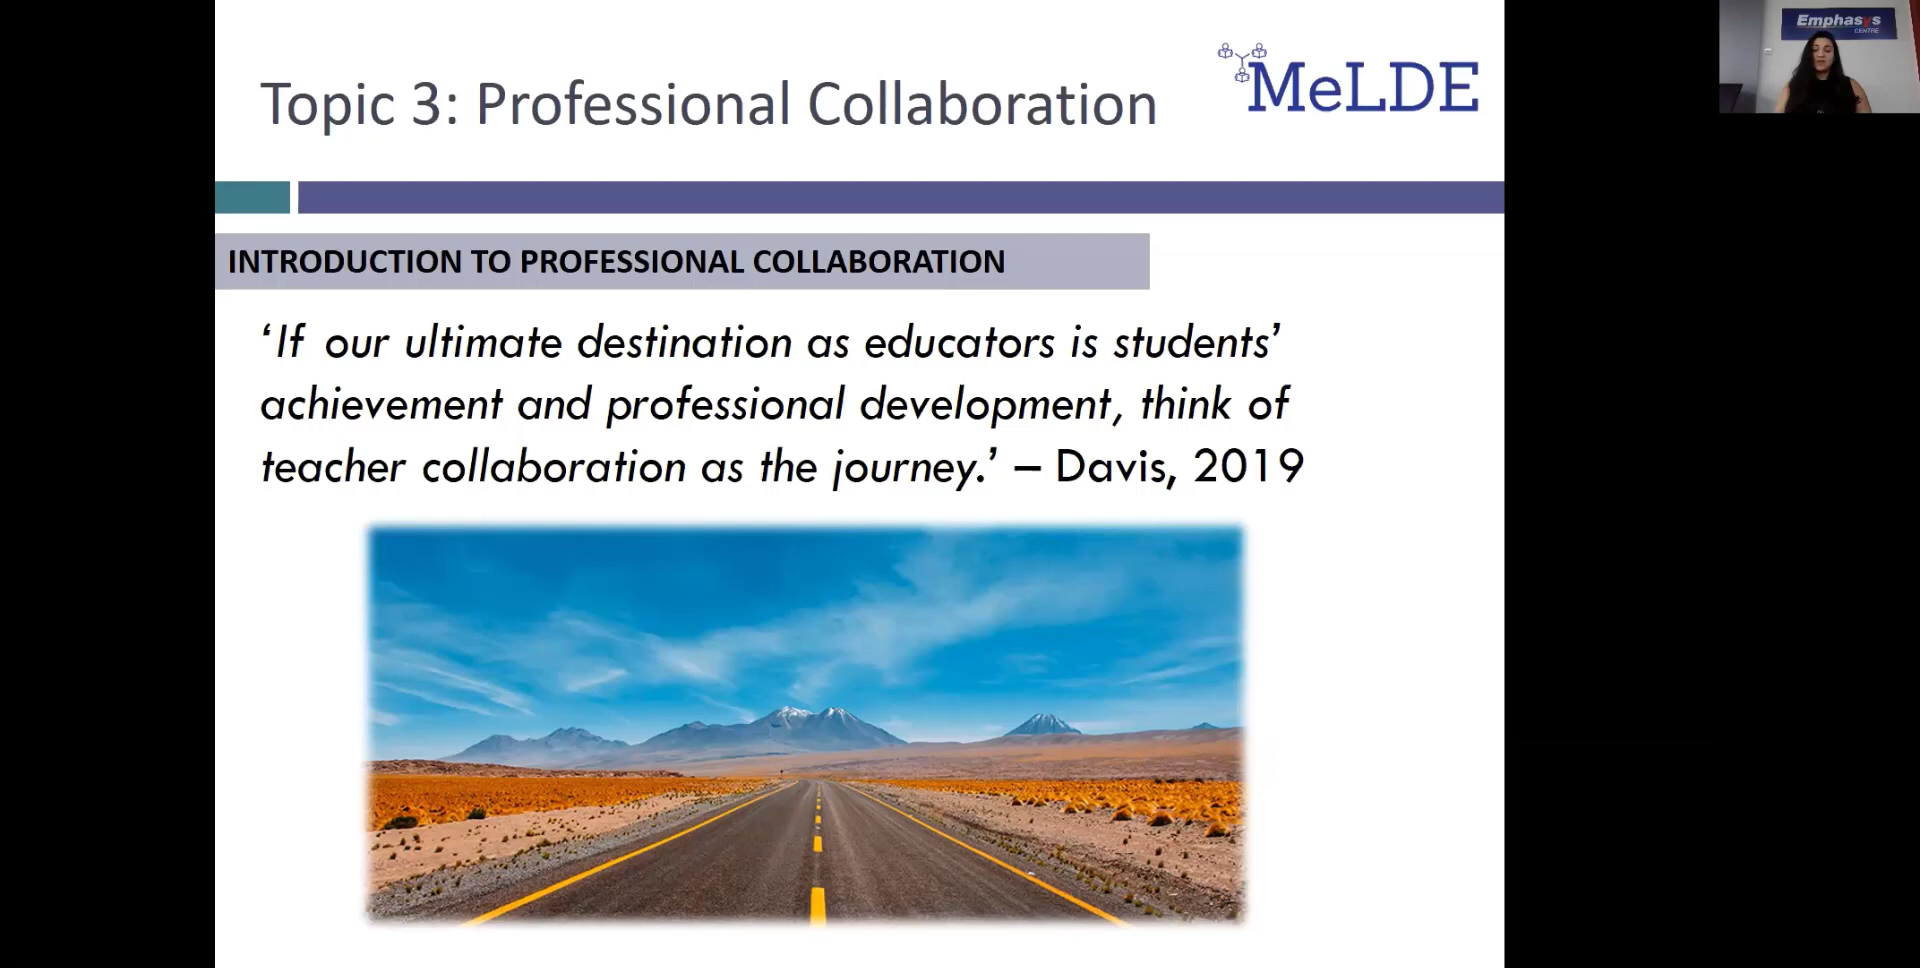 Topic 3: Professional Collaboration
MeLDE
Emphasys
CENTRE
INTRODUCTION TO PROFESSIONAL COLLABORATION
‘If our ultimate destination as educators is students’
achievement and professional development, think of
teacher collaboration as the journey.’ – Davis, 2019